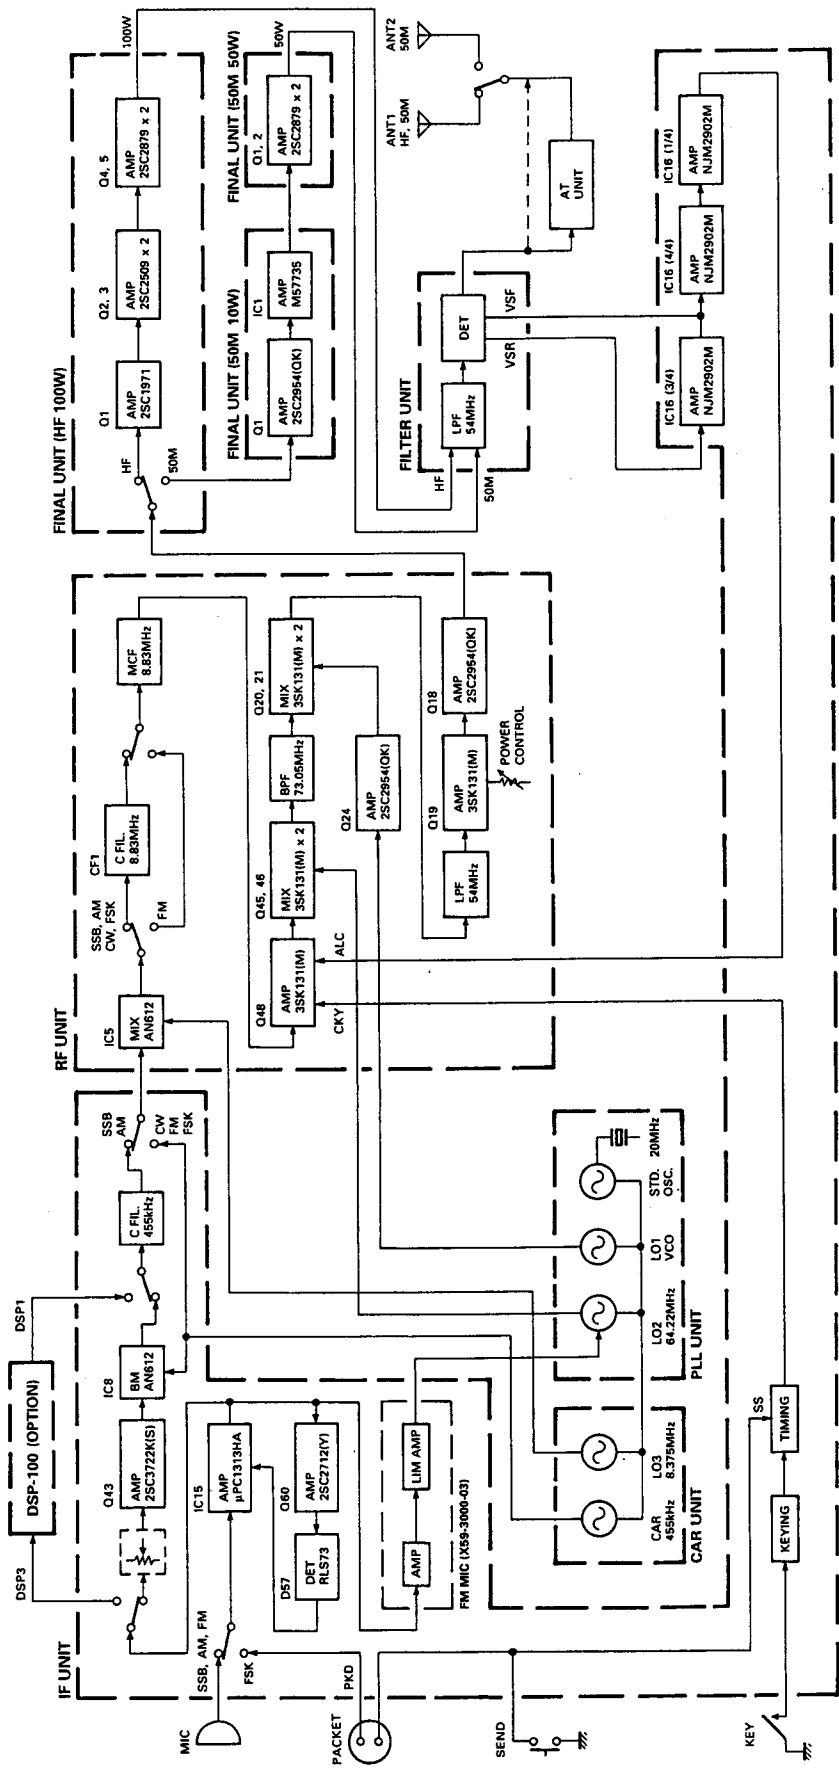 DSP-100 (OPTION)
DSP3
DSP1
IF UNIT
Q43
AMP
2SC3722K(S)
IC8
BM
AN612
C FIL.
455kHz
SSB
AM
CW
FM
FSK
MIC
SSB, AM, FM
FSK
IC15
AMP
µPC1313HA
Q60
AMP
2SC2712(Y)
D57
DET
RLS73
PACKET
PKD
AMP
LIM AMP
FM MIC (X59-3000-03)
SEND
KEY
KEYING
TIMING
SS
CAR
455kHz
LO3
8.375MHz
CAR UNIT
LO2
64.22MHz
LO1
VCO
STD.
OSC.
20MHz
PLL UNIT
RF UNIT
IC5
MIX
AN612
SSB, AM
CW, FSK
FM
CF1
C FIL.
8.83MHz
MCF
8.83MHz
Q48
AMP
3SK131(M)
CKY
ALC
Q45, 46
MIX
3SK131(M) x 2
BPF
73.05MHz
Q20, 21
MIX
3SK131(M) x 2
Q24
AMP
2SC2954(QK)
LPF
54MHz
Q19
AMP
3SK131(M)
POWER
CONTROL
Q18
AMP
2SC2954(QK)
FINAL UNIT (HF 100W)
HF
50M
Q1
AMP
2SC1971
Q2, 3
AMP
2SC2509 x 2
Q4, 5
AMP
2SC2879 x 2
100W
FINAL UNIT (50M 10W)
Q1
AMP
2SC2954(QK)
IC1
AMP
M57735
FINAL UNIT (50M 50W)
Q1, 2
AMP
2SC2879 x 2
50W
FILTER UNIT
HF
50M
LPF
54MHz
DET
VSF
VSR
AT
UNIT
ANT1
HF, 50M
ANT2
50M
IC16 (3/4)
AMP
NJM2902M
IC16 (4/4)
AMP
NJM2902M
IC16 (1/4)
AMP
NJM2902M